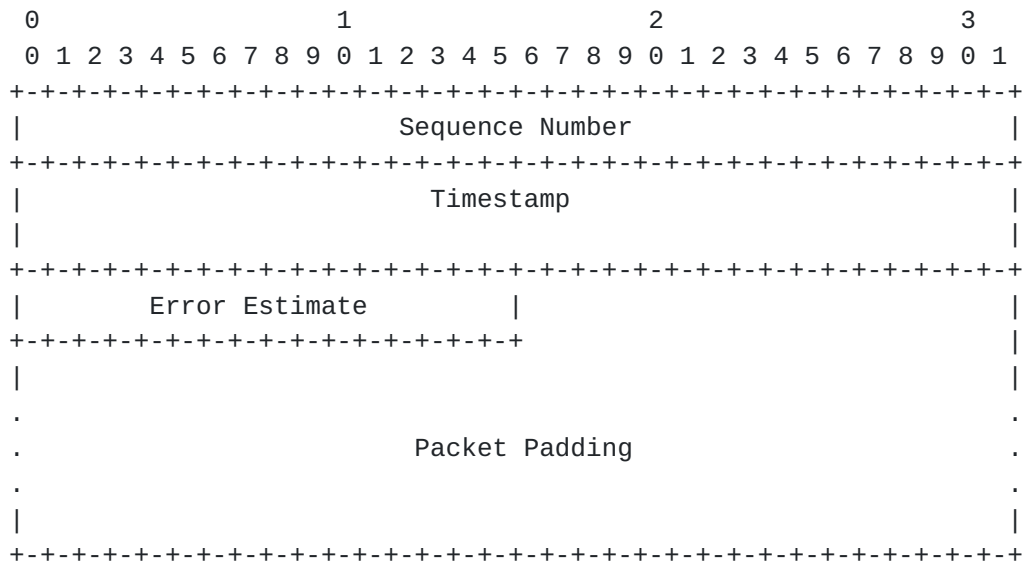 0                   1                   2                   3
 0 1 2 3 4 5 6 7 8 9 0 1 2 3 4 5 6 7 8 9 0 1 2 3 4 5 6 7 8 9 0 1
+-+-+-+-+-+-+-+-+-+-+-+-+-+-+-+-+-+-+-+-+-+-+-+-+-+-+-+-+-+-+-+-+
|                        Sequence Number                        |
+-+-+-+-+-+-+-+-+-+-+-+-+-+-+-+-+-+-+-+-+-+-+-+-+-+-+-+-+-+-+-+-+
|                          Timestamp                            |
|                                                               |
+-+-+-+-+-+-+-+-+-+-+-+-+-+-+-+-+-+-+-+-+-+-+-+-+-+-+-+-+-+-+-+-+
|        Error Estimate         |                               |
+-+-+-+-+-+-+-+-+-+-+-+-+-+-+-+-+                               |
|                                                               |
.                                                               .
.                         Packet Padding                        .
.                                                               .
|                                                               |
+-+-+-+-+-+-+-+-+-+-+-+-+-+-+-+-+-+-+-+-+-+-+-+-+-+-+-+-+-+-+-+-+